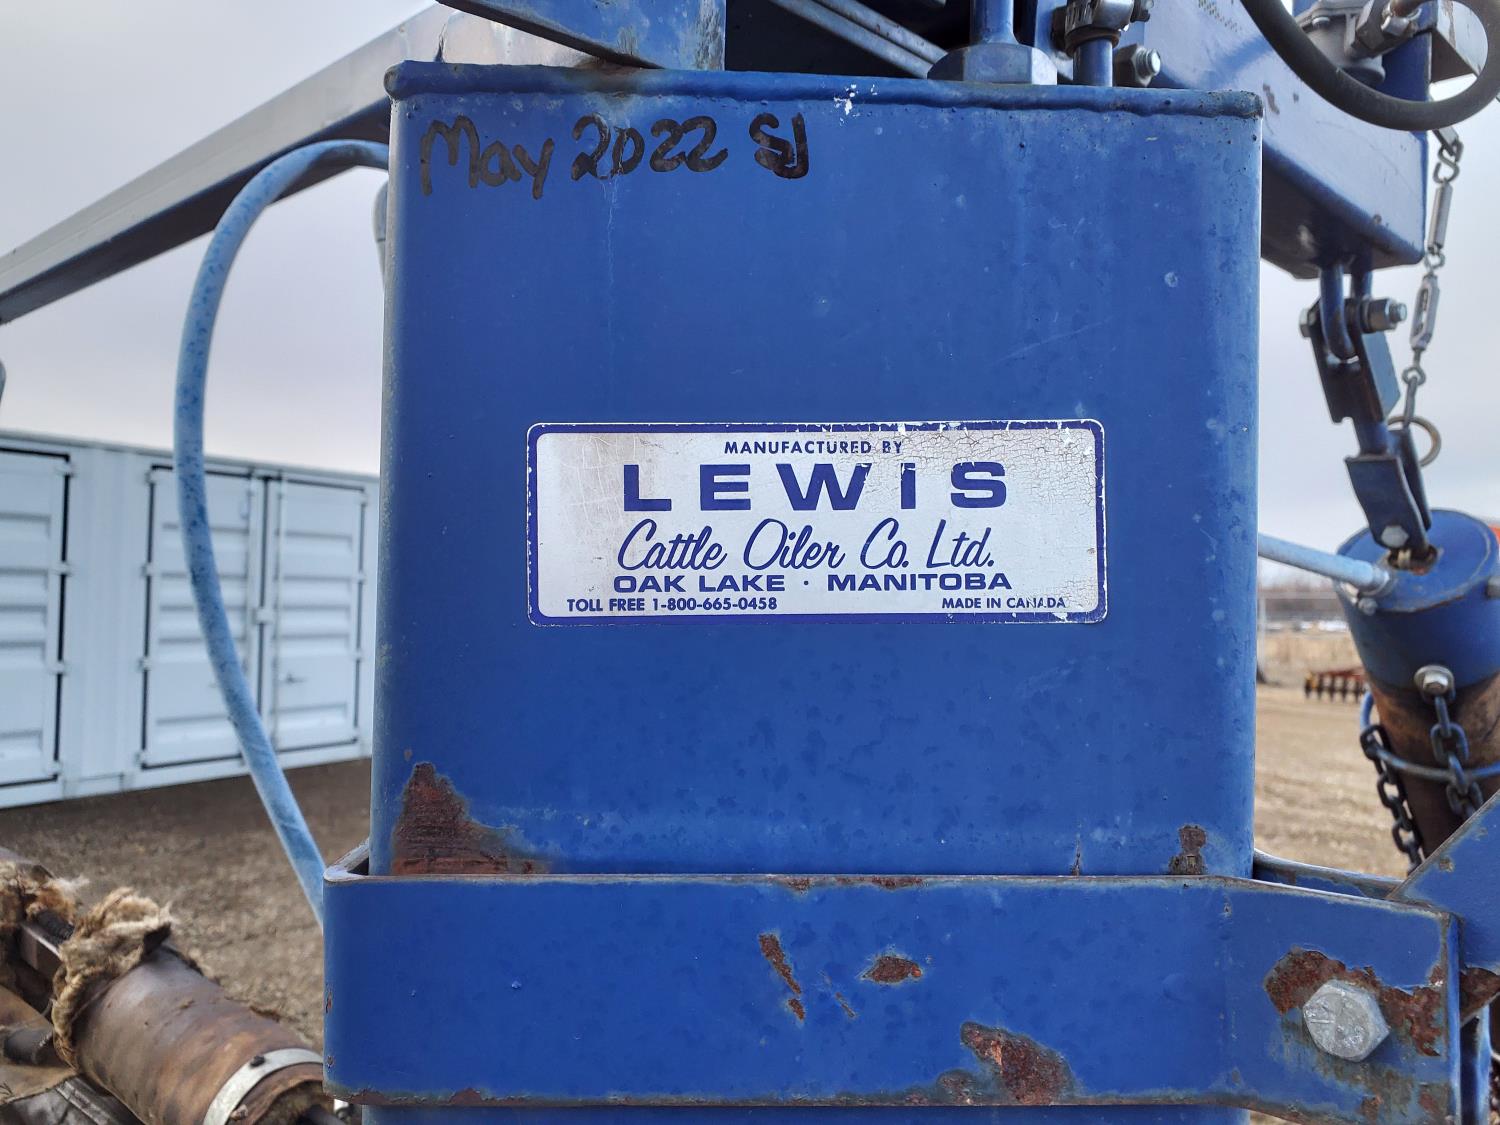 May 2022 SJ
MANUFACTURED BY
LEWIS
Cattle Oiler Co. Ltd.
OAK LAKE · MANITOBA
TOLL FREE 1-800-665-0458 MADE IN CANADA